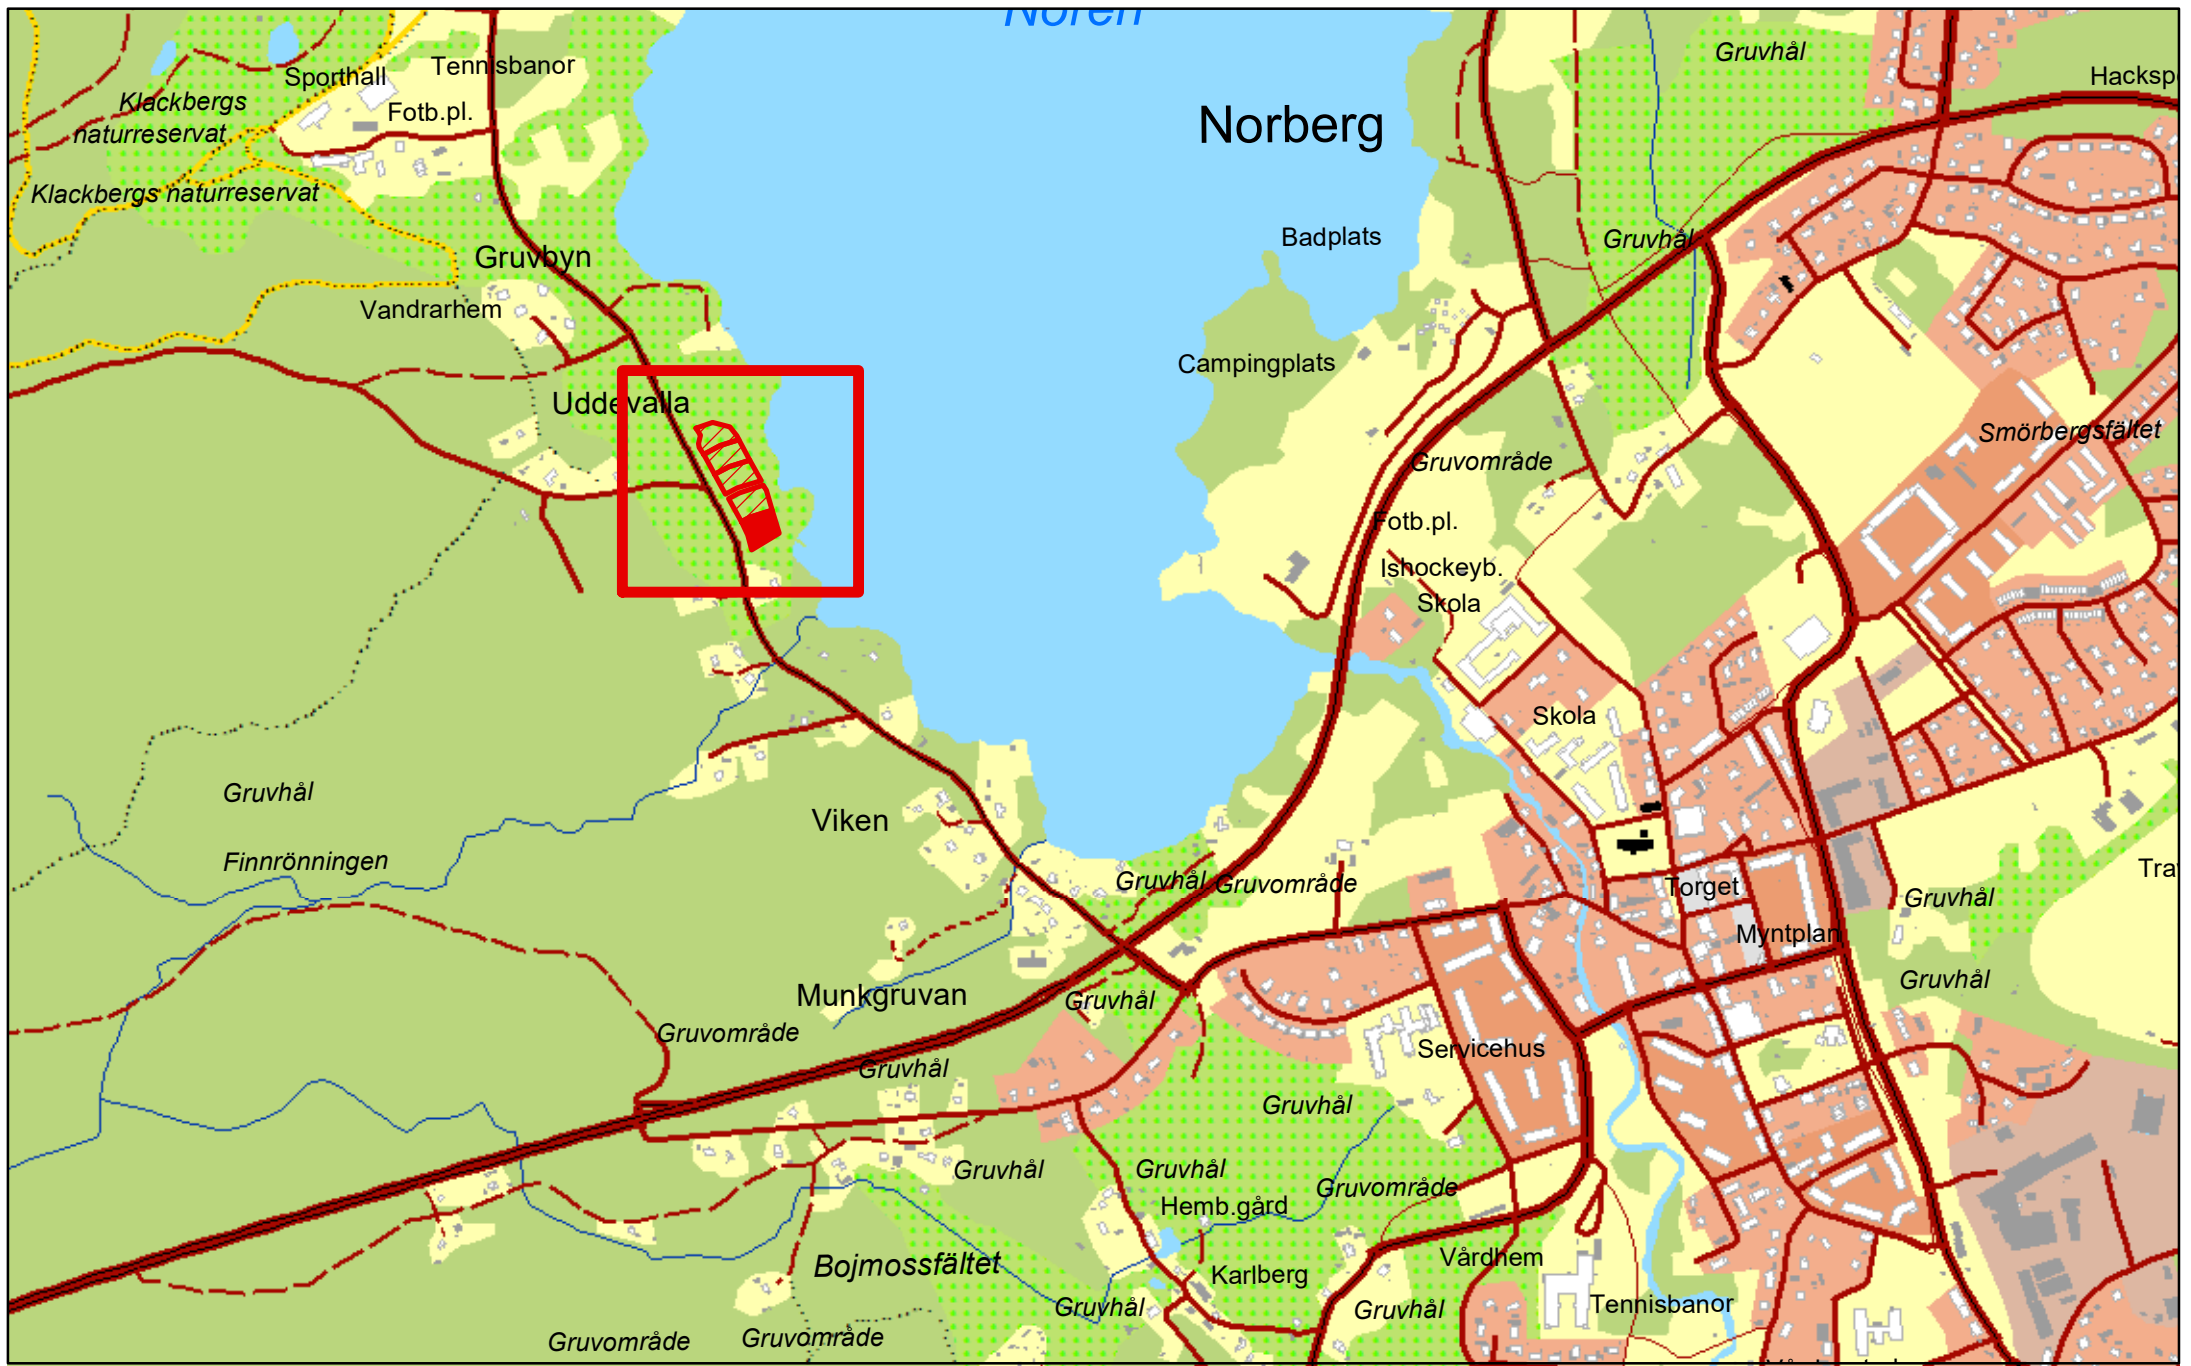 Noren
Gruvhål
Sporthall
Tennisbanor
Hackspe
Klackbergs
naturreservat
Fotb.pl.
Norberg
Klackbergs naturreservat
Badplats
Gruvhål
Gruvbyn
Vandrarhem
Campingplats
Uddevalla
Smörbergsfältet
Gruvområde
Fotb.pl.
Ishockeyb.
Skola
Skola
Gruvhål
Viken
Finnrönningen
Gruvhål
Gruvområde
Torget
Tra
Gruvhål
Myntplan
Gruvhål
Munkgruvan
Gruvhål
Gruvområde
Servicehus
Gruvhål
Gruvhål
Gruvhål
Gruvhål
Gruvområde
Hemb.gård
Bojmossfältet
Vårdhem
Karlberg
Gruvhål
Gruvhål
Tennisbanor
Gruvområde
Gruvområde